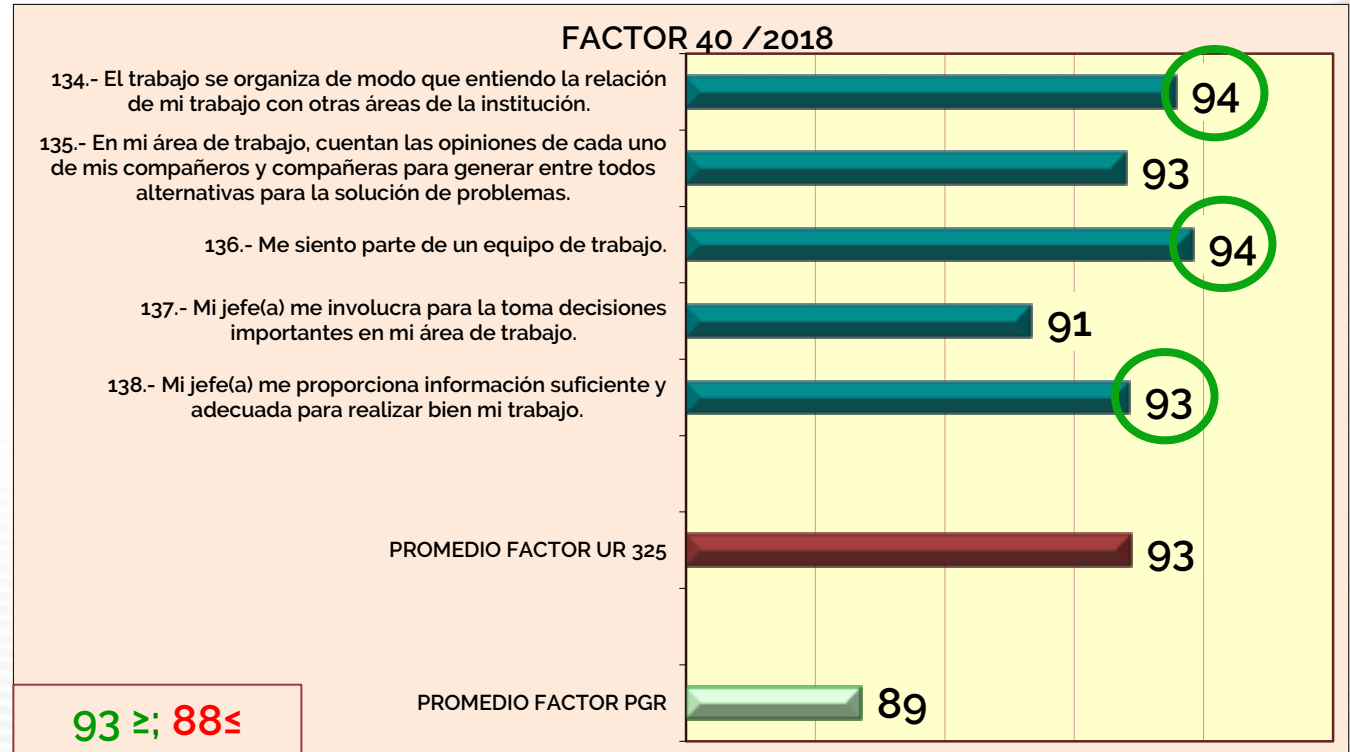 FACTOR 40 /2018
134.- El trabajo se organiza de modo que entiendo la relación
de mi trabajo con otras áreas de la institución.
94
135.- En mi área de trabajo, cuentan las opiniones de cada uno
de mis compañeros y compañeras para generar entre todos
alternativas para la solución de problemas.
93
136.- Me siento parte de un equipo de trabajo.
94
137.- Mi jefe(a) me involucra para la toma decisiones
importantes en mi área de trabajo.
91
138.- Mi jefe(a) me proporciona información suficiente y
adecuada para realizar bien mi trabajo.
93
PROMEDIO FACTOR UR 325
93
PROMEDIO FACTOR PGR
89
93 ≥; 88≤